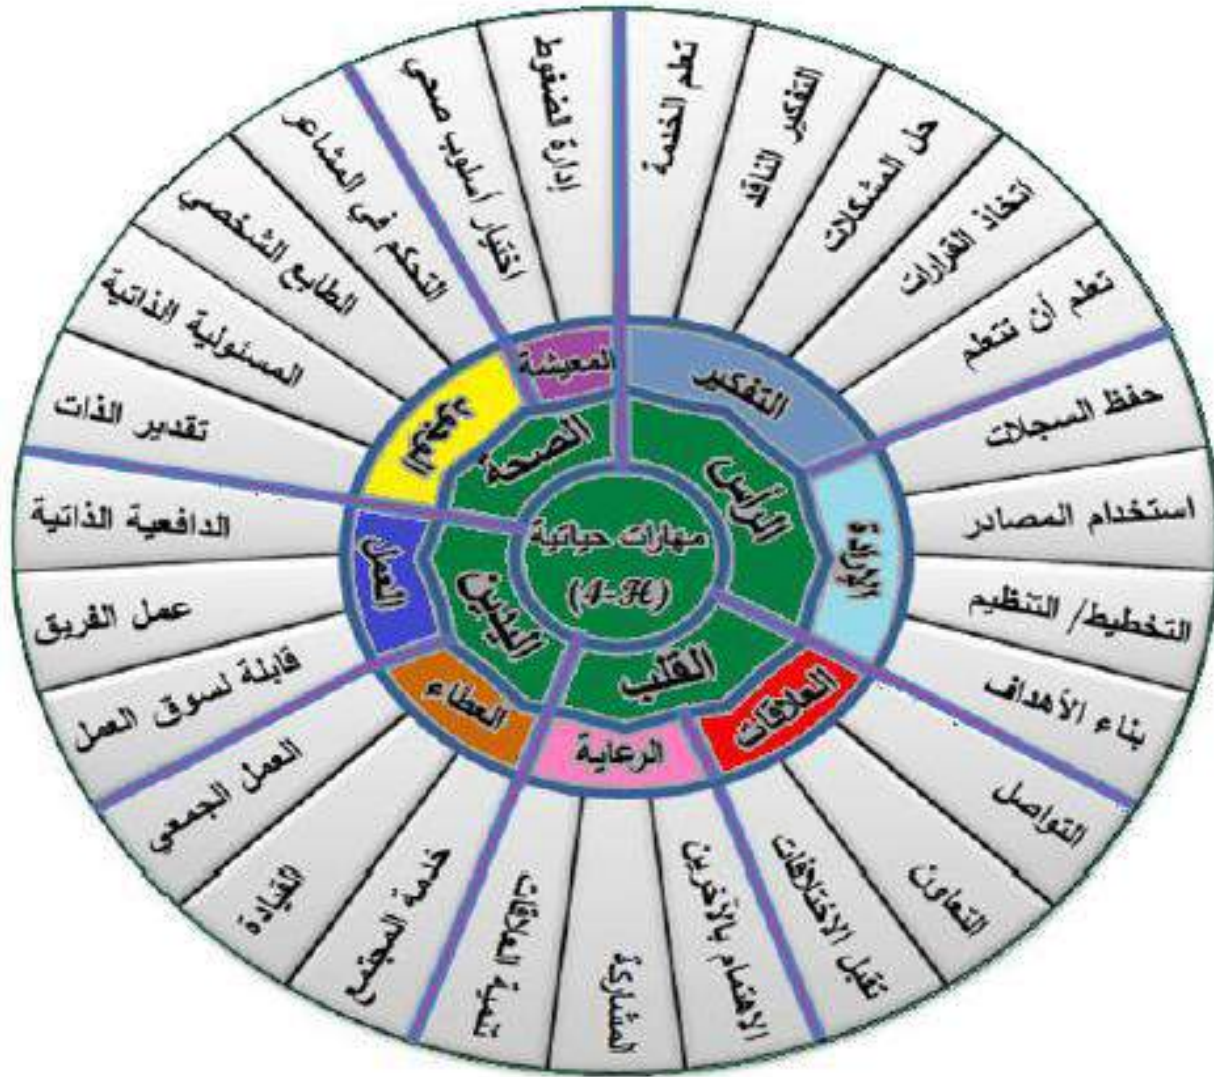 مهارات حياتية
(4-H)
الرأس
القلب
اليدين
الصحة
التفكير
الإدارة
العلاقات
الرعاية
العطاء
العمل
الوجود
المعيشة
تعلم الخدمة
التفكير الناقد
حل المشكلات
اتخاذ القرارات
تعلم أن تتعلم
حفظ السجلات
استخدام المصادر
التخطيط/ التنظيم
بناء الأهداف
التواصل
التعاون
تقبل الاختلافات
الاهتمام بالآخرين
المشاركة
تنمية العلاقات
خدمة المجتمع
القيادة
العمل الجمعي
قابلة لسوق العمل
عمل الفريق
الدافعية الذاتية
تقدير الذات
المسئولية الذاتية
الطابع الشخصي
التحكم في المشاعر
اختيار أسلوب صحي
إدارة لضغوط